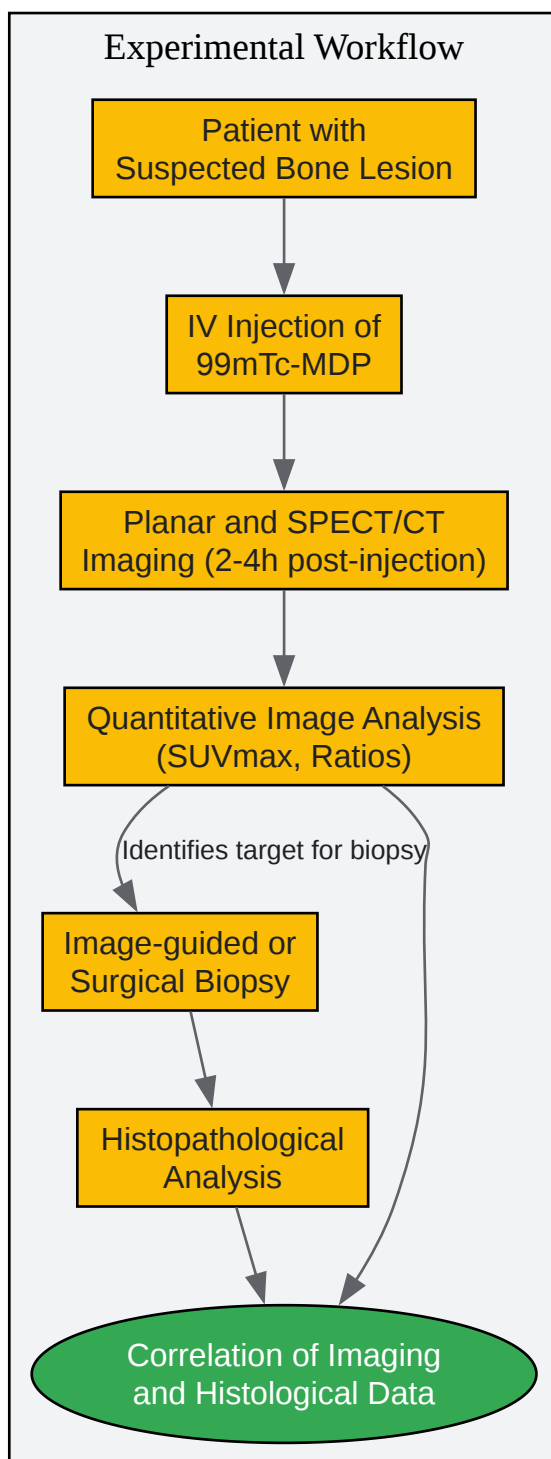 Experimental Workflow
Patient with
Suspected Bone Lesion
IV Injection of
99mTc-MDP
Planar and SPECT/CT
Imaging (2-4h post-injection)
Quantitative Image Analysis
(SUVmax, Ratios)
Identifies target for biopsy
Image-guided or
Surgical Biopsy
Histopathological
Analysis
Correlation of Imaging
and Histological Data